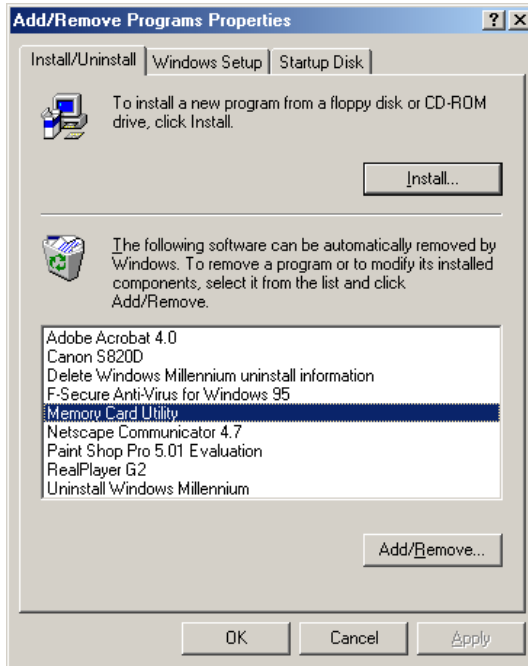 Add/Remove Programs Properties
Install/Uninstall
Windows Setup
Startup Disk
To install a new program from a floppy disk or CD-ROM
drive, click Install.
Install...
The following software can be automatically removed by
Windows. To remove a program or to modify its installed
components, select it from the list and click
Add/Remove.
Adobe Acrobat 4.0
Canon S820D
Delete Windows Millennium uninstall information
F-Secure Anti-Virus for Windows 95
Memory Card Utility
Netscape Communicator 4.7
Paint Shop Pro 5.01 Evaluation
RealPlayer G2
Uninstall Windows Millennium
Add/Remove...
OK
Cancel
Apply